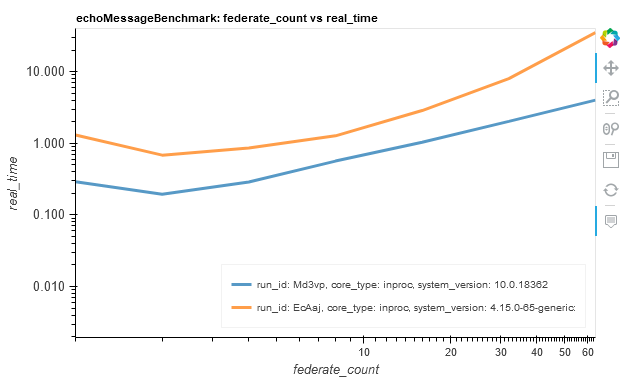 echoMessageBenchmark: federate_count vs real_time
10.000
1.000
0.100
0.010
real_time
run_id: Md3vp, core_type: inproc, system_version: 10.0.18362
run_id: EcAaj, core_type: inproc, system_version: 4.15.0-65-generic:
10 20 30 40 50 60
federate_count